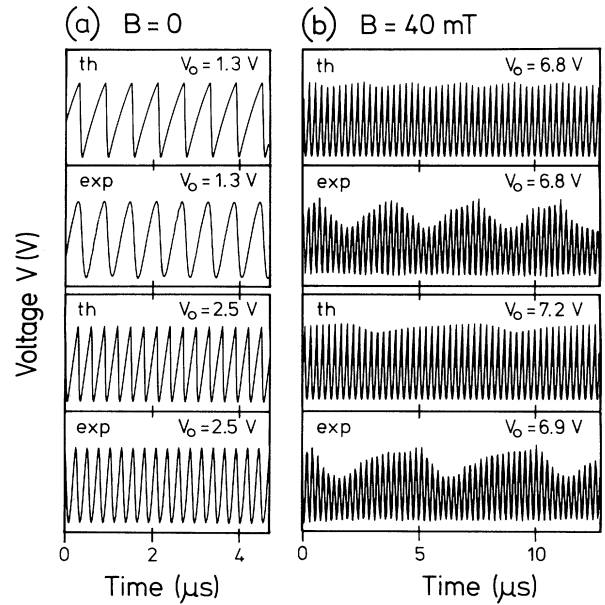 (a) B = 0
th V₀ = 1.3 V
exp V₀ = 1.3 V
th V₀ = 2.5 V
exp V₀ = 2.5 V
0 2 4
Time (μs)
(b) B = 40 mT
th V₀ = 6.8 V
exp V₀ = 6.8 V
th V₀ = 7.2 V
exp V₀ = 6.9 V
0 5 10
Time (μs)
Voltage V (V)